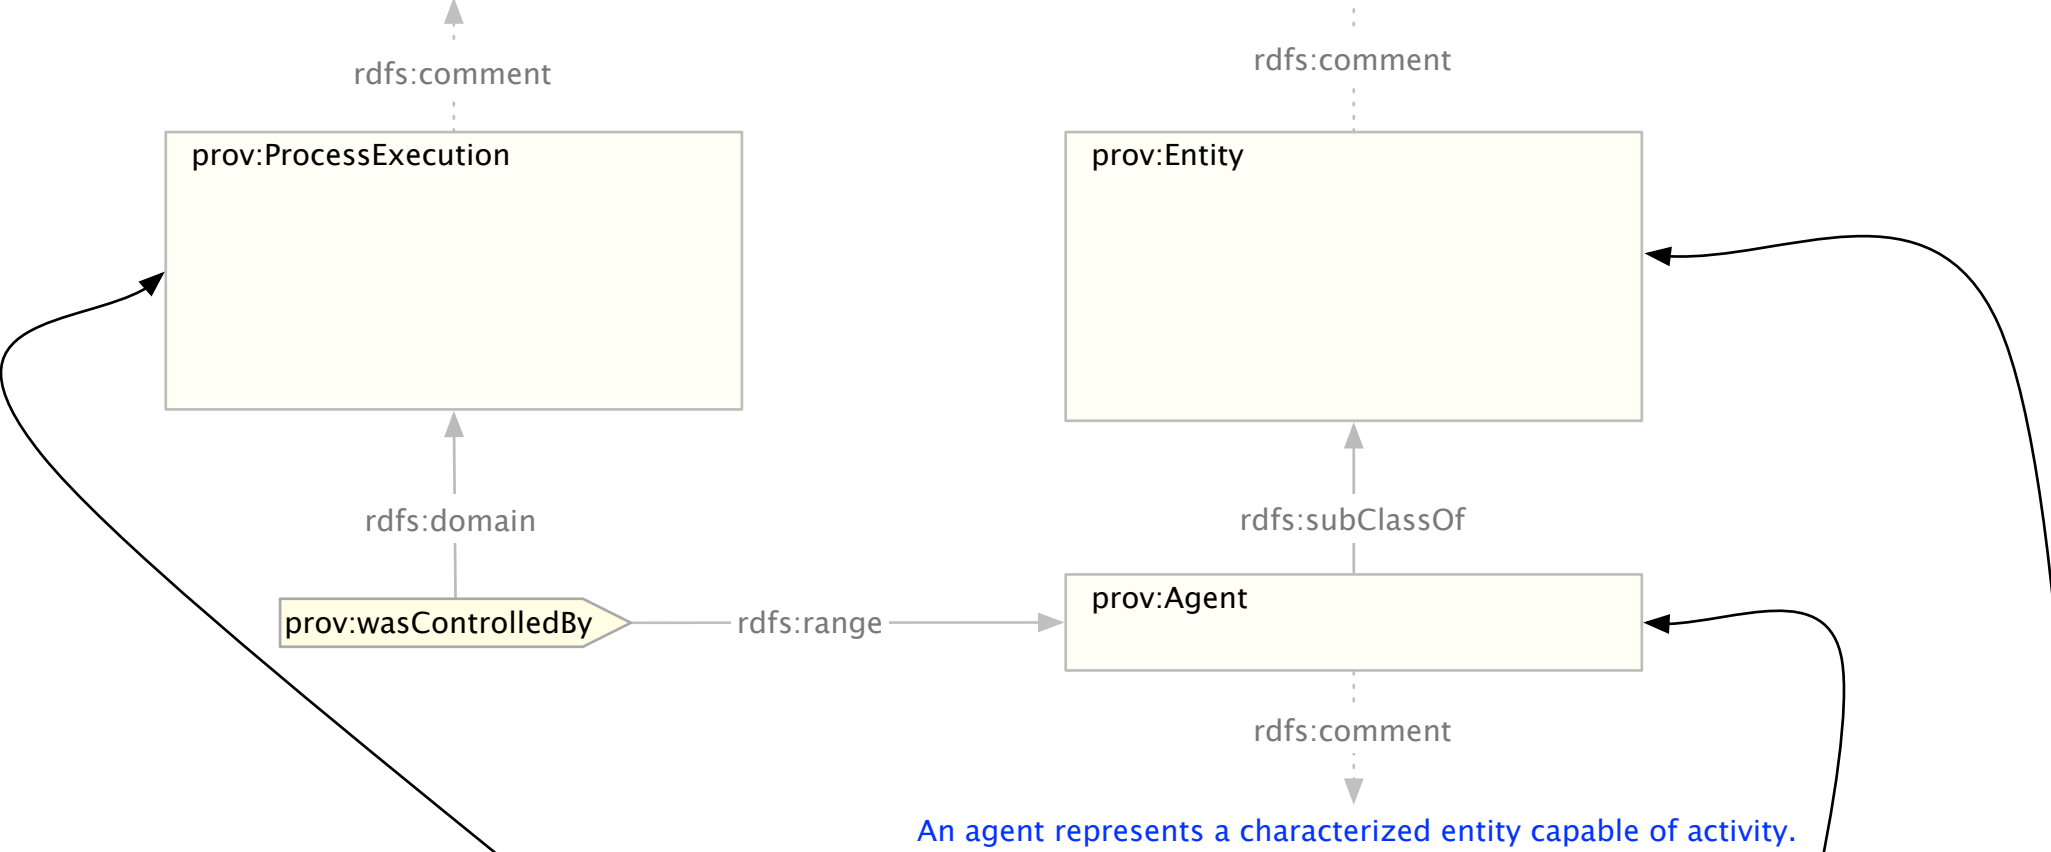 rdfs:comment
rdfs:comment
prov:ProcessExecution
prov:Entity
rdfs:domain
rdfs:subClassOf
prov:wasControlledBy
rdfs:range
prov:Agent
rdfs:comment
An agent represents a characterized entity capable of activity.